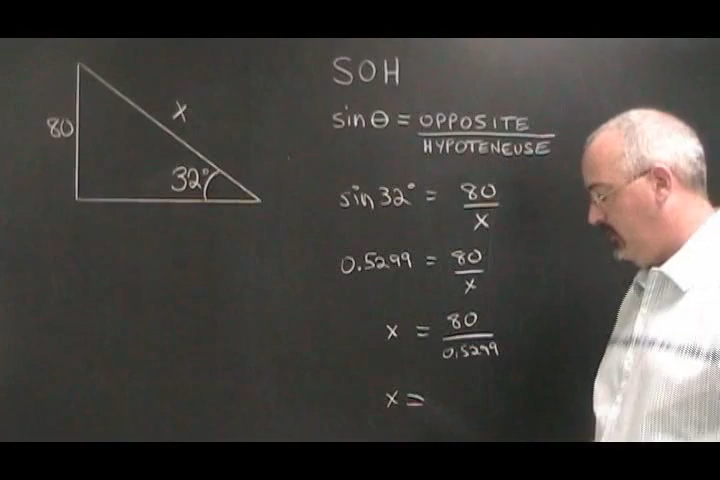 80
x
32°
SOH
sin θ = OPPOSITE
HYPOTENEUSE
sin 32° = 80
x
0.5299 = 80
x
x = 80
0.5299
x =